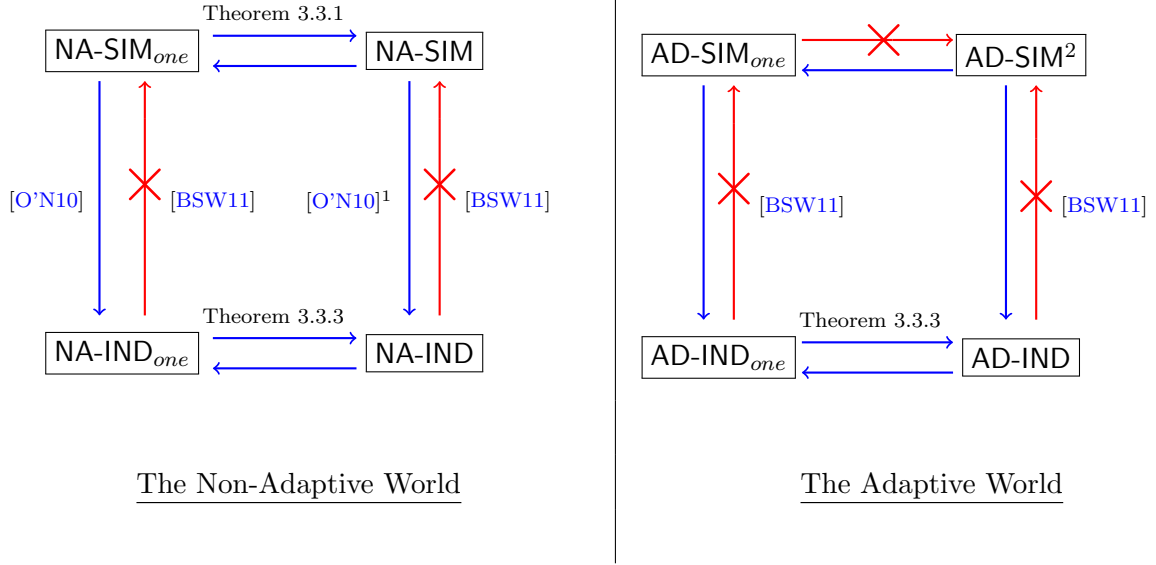 Theorem 3.3.1
NA-SIM_one
NA-SIM
[O'N10]
[BSW11]
[O'N10]¹
[BSW11]
Theorem 3.3.3
NA-IND_one
NA-IND
The Non-Adaptive World
AD-SIM_one
AD-SIM²
[BSW11]
[BSW11]
Theorem 3.3.3
AD-IND_one
AD-IND
The Adaptive World